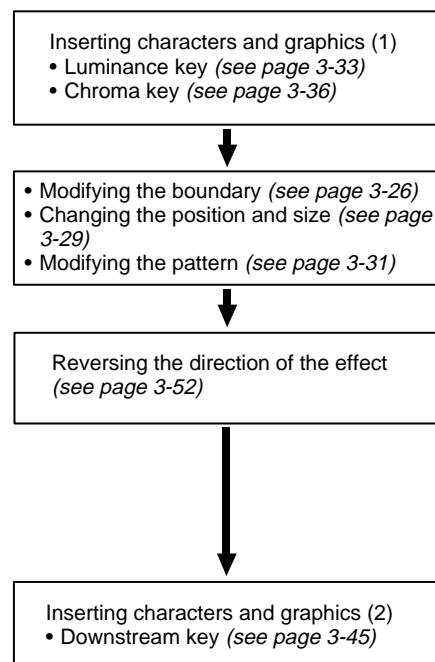 Inserting characters and graphics (1)
• Luminance key (see page 3-33)
• Chroma key (see page 3-36)
• Modifying the boundary (see page 3-26)
• Changing the position and size (see page
3-29)
• Modifying the pattern (see page 3-31)
Reversing the direction of the effect
(see page 3-52)
Inserting characters and graphics (2)
• Downstream key (see page 3-45)